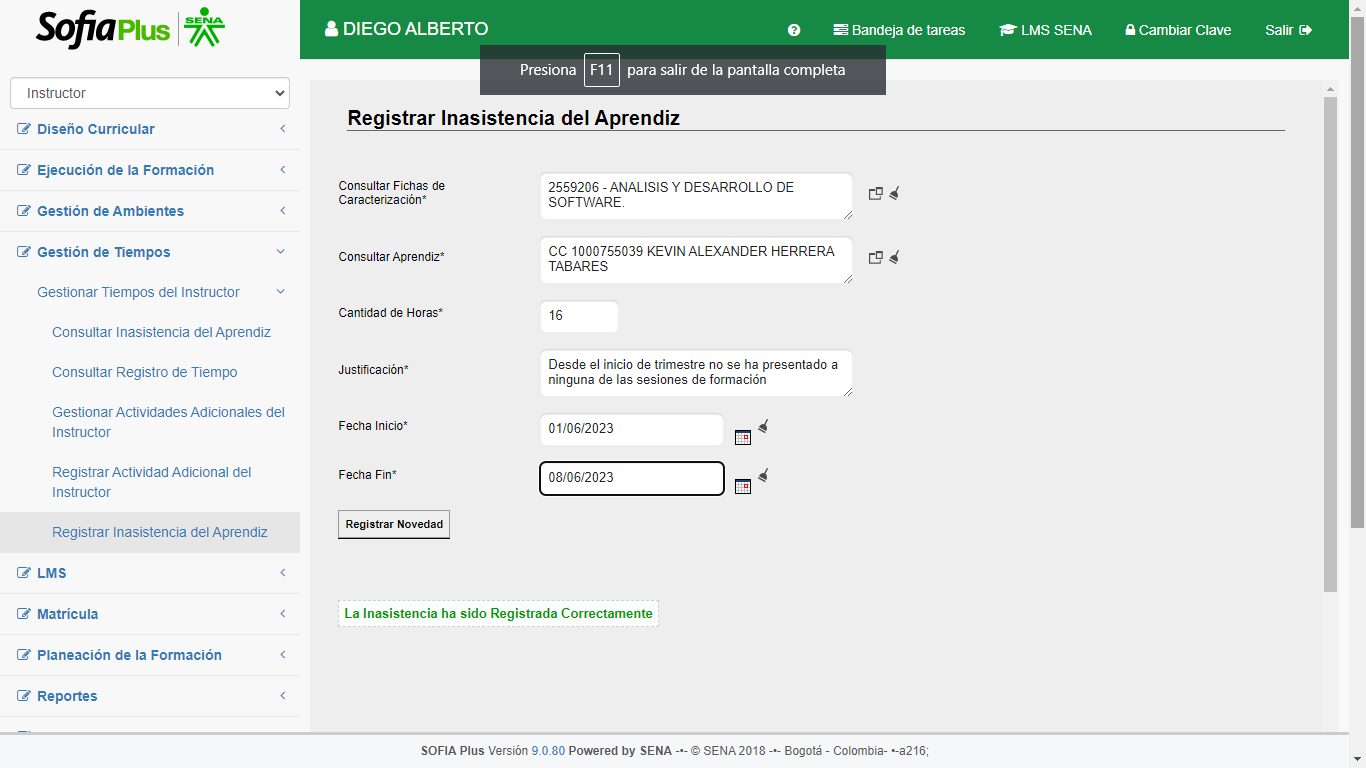 Sofia Plus
SENA
DIEGO ALBERTO
Bandeja de tareas
LMS SENA
Cambiar Clave
Salir
Presiona F11 para salir de la pantalla completa
Instructor
Diseño Curricular
Ejecución de la Formación
Gestión de Ambientes
Gestión de Tiempos
Gestionar Tiempos del Instructor
Consultar Inasistencia del Aprendiz
Consultar Registro de Tiempo
Gestionar Actividades Adicionales del
Instructor
Registrar Actividad Adicional del
Instructor
Registrar Inasistencia del Aprendiz
LMS
Matrícula
Planeación de la Formación
Reportes
Registrar Inasistencia del Aprendiz
Consultar Fichas de
Caracterización*
2559206 - ANALISIS Y DESARROLLO DE
SOFTWARE.
Consultar Aprendiz*
CC 1000755039 KEVIN ALEXANDER HERRERA
TABARES
Cantidad de Horas*
16
Justificación*
Desde el inicio de trimestre no se ha presentado a
ninguna de las sesiones de formación
Fecha Inicio*
01/06/2023
Fecha Fin*
08/06/2023
Registrar Novedad
La Inasistencia ha sido Registrada Correctamente
SOFIA Plus Versión 9.0.80 Powered by SENA -•- © SENA 2018 -•- Bogotá - Colombia- •-a216;